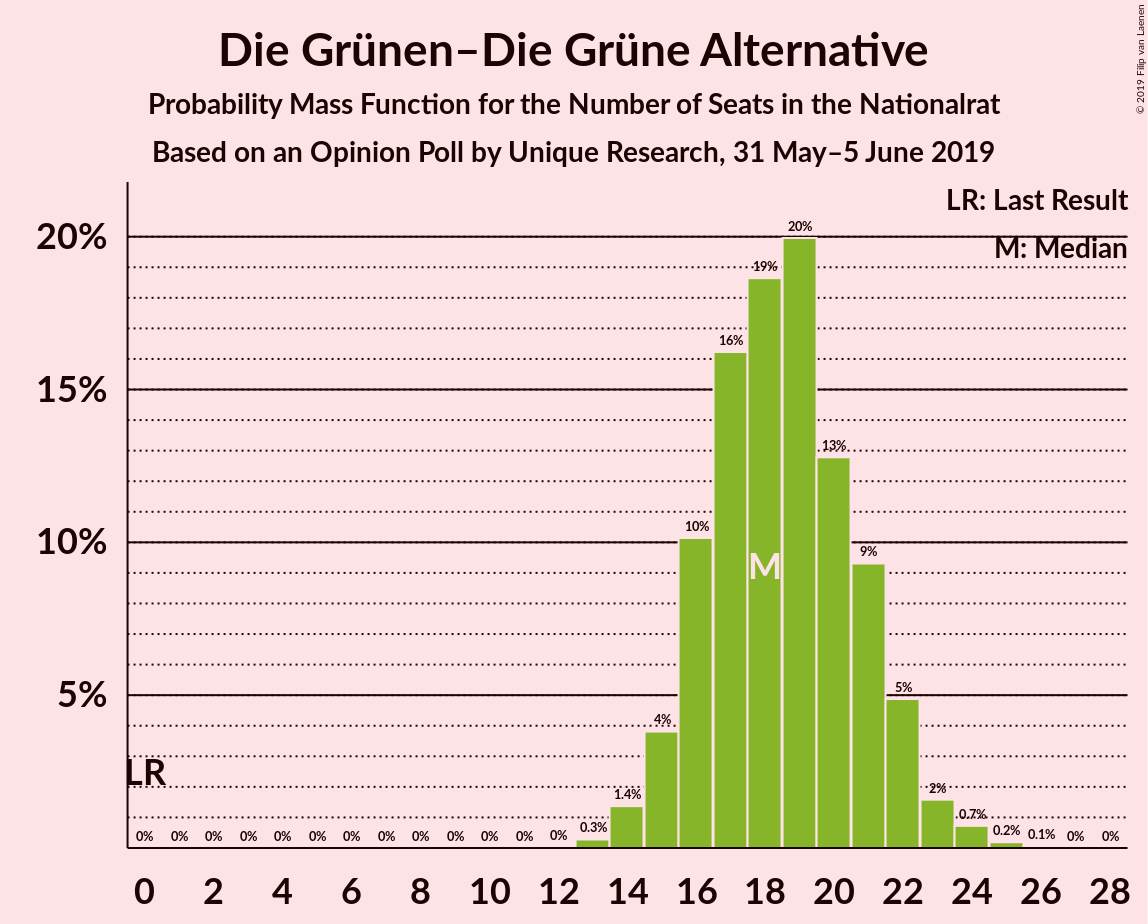 Die Grünen–Die Grüne Alternative
Probability Mass Function for the Number of Seats in the Nationalrat
Based on an Opinion Poll by Unique Research, 31 May–5 June 2019
© 2019 Filip van Laenen
LR: Last Result
M: Median
20%
15%
10%
5%
LR
M
0% 0% 0% 0% 0% 0% 0% 0% 0% 0% 0% 0% 0% 0.3% 1.4% 4% 10% 16% 19% 20% 13% 9% 5% 2% 0.7% 0.2% 0.1% 0% 0%
0 2 4 6 8 10 12 14 16 18 20 22 24 26 28